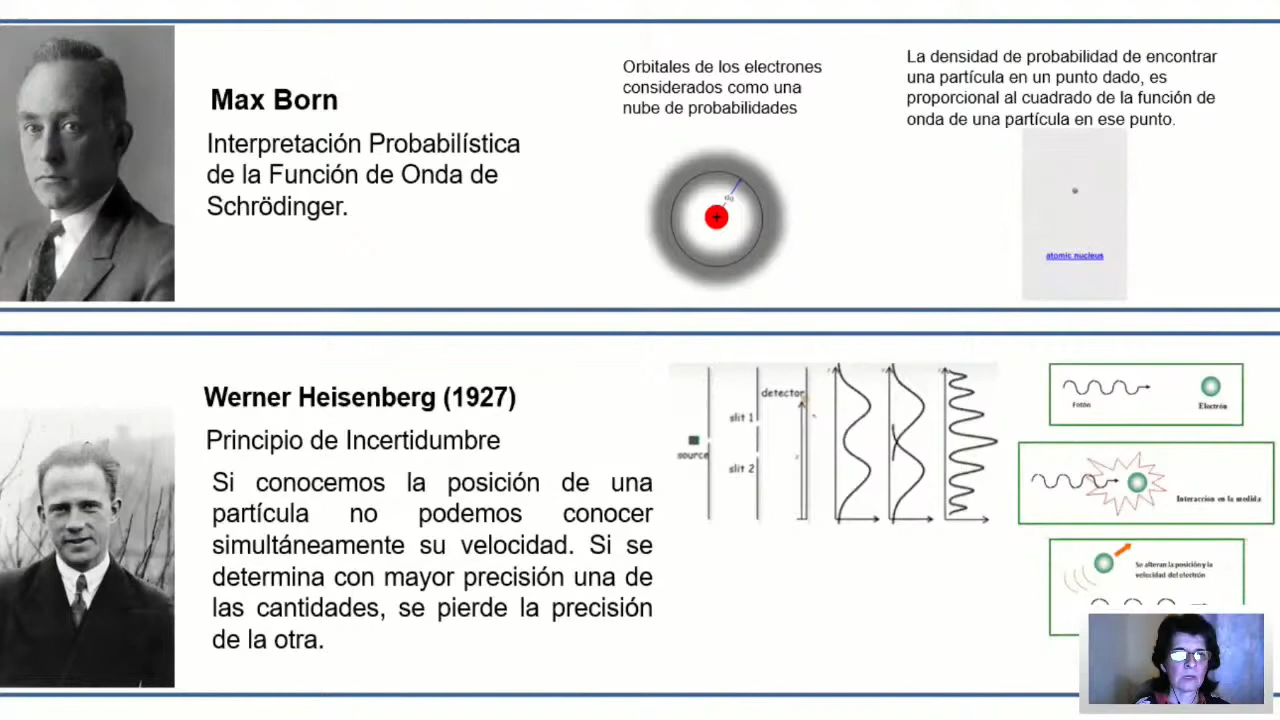 Max Born
Interpretación Probabilística
de la Función de Onda de
Schrödinger.
Orbitales de los electrones
considerados como una
nube de probabilidades
a₀
+
La densidad de probabilidad de encontrar
una partícula en un punto dado, es
proporcional al cuadrado de la función de
onda de una partícula en ese punto.
atomic nucleus
Werner Heisenberg (1927)
Principio de Incertidumbre
Si conocemos la posición de una
partícula no podemos conocer
simultáneamente su velocidad. Si se
determina con mayor precisión una de
las cantidades, se pierde la precisión
de la otra.
detector
slit 1
source
slit 2
Fotón
Electrón
Interaccion en la medida
Se alteran la posición y la
velocidad del electrón